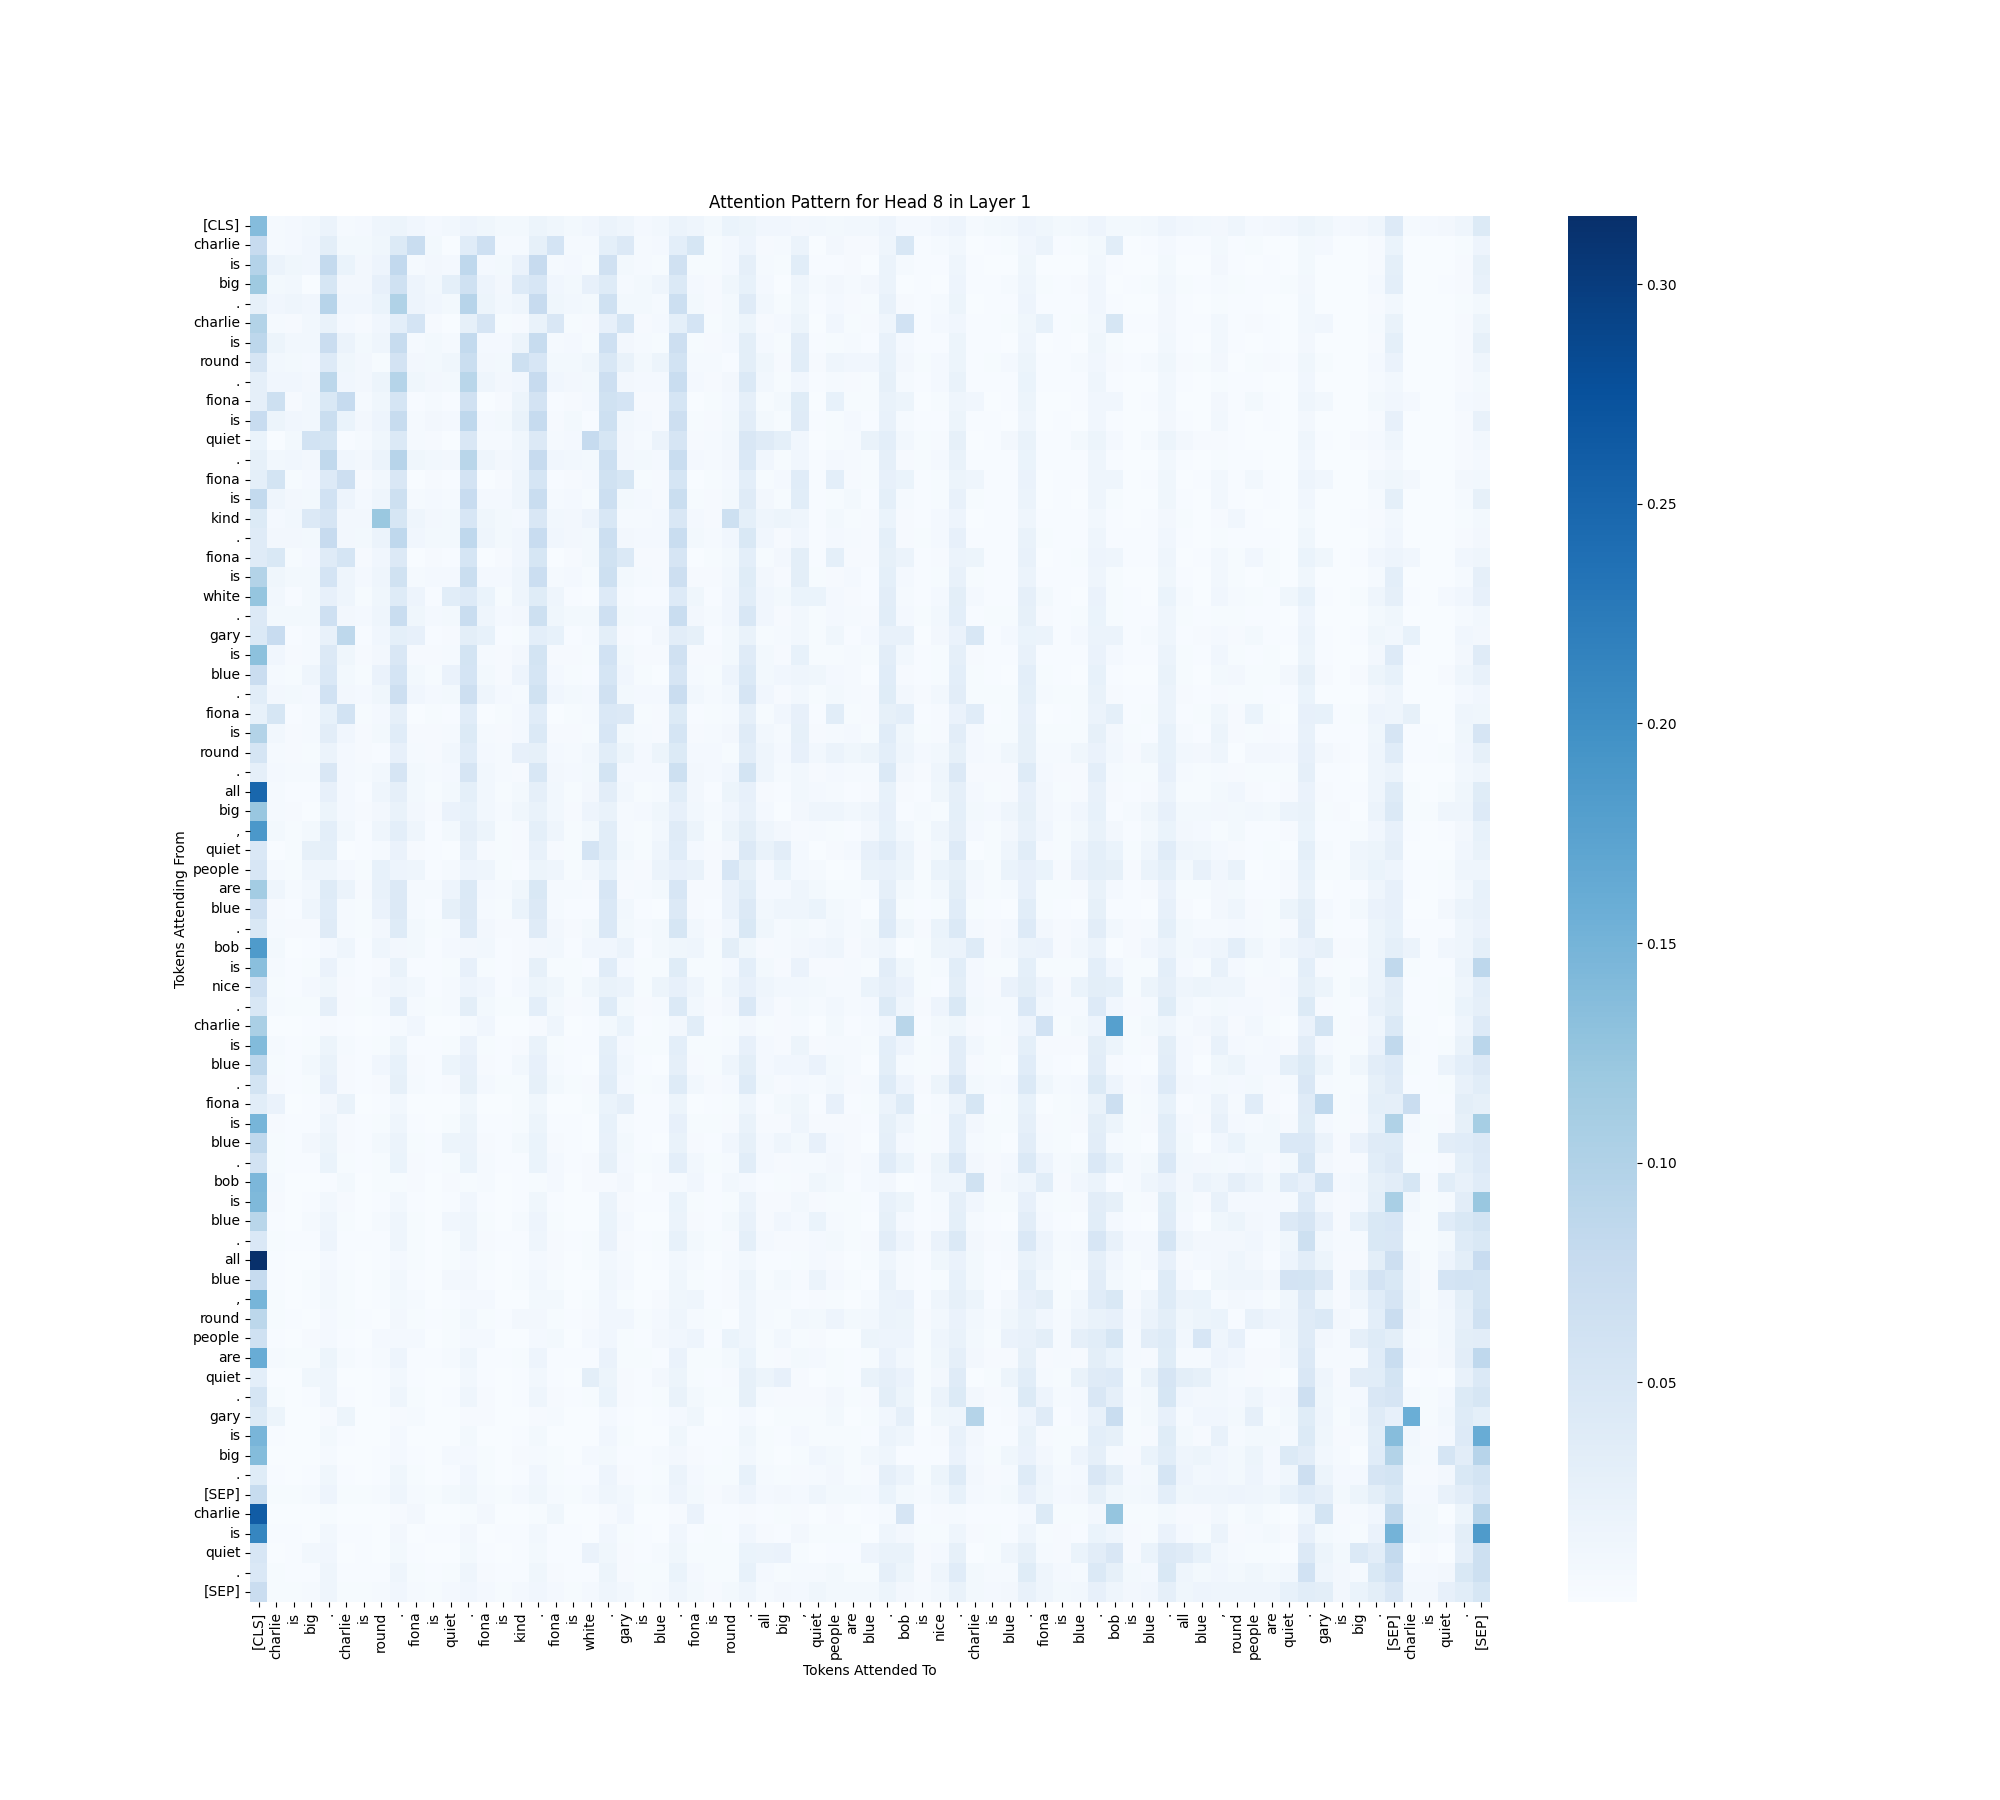 Attention Pattern for Head 8 in Layer 1
Tokens Attending From
[CLS]
charlie
is
big
.
charlie
is
round
.
fiona
is
quiet
.
fiona
is
kind
.
fiona
is
white
.
gary
is
blue
.
fiona
is
round
.
all
big
,
quiet
people
are
blue
.
bob
is
nice
.
charlie
is
blue
.
fiona
is
blue
.
bob
is
blue
.
all
blue
,
round
people
are
quiet
.
gary
is
big
.
[SEP]
charlie
is
quiet
.
[SEP]
[CLS]
charlie
is
big
.
charlie
is
round
.
fiona
is
quiet
.
fiona
is
kind
.
fiona
is
white
.
gary
is
blue
.
fiona
is
round
.
all
big
,
quiet
people
are
blue
.
bob
is
nice
.
charlie
is
blue
.
fiona
is
blue
.
bob
is
blue
.
all
blue
,
round
people
are
quiet
.
gary
is
big
.
[SEP]
charlie
is
quiet
.
[SEP]
Tokens Attended To
0.30
0.25
0.20
0.15
0.10
0.05